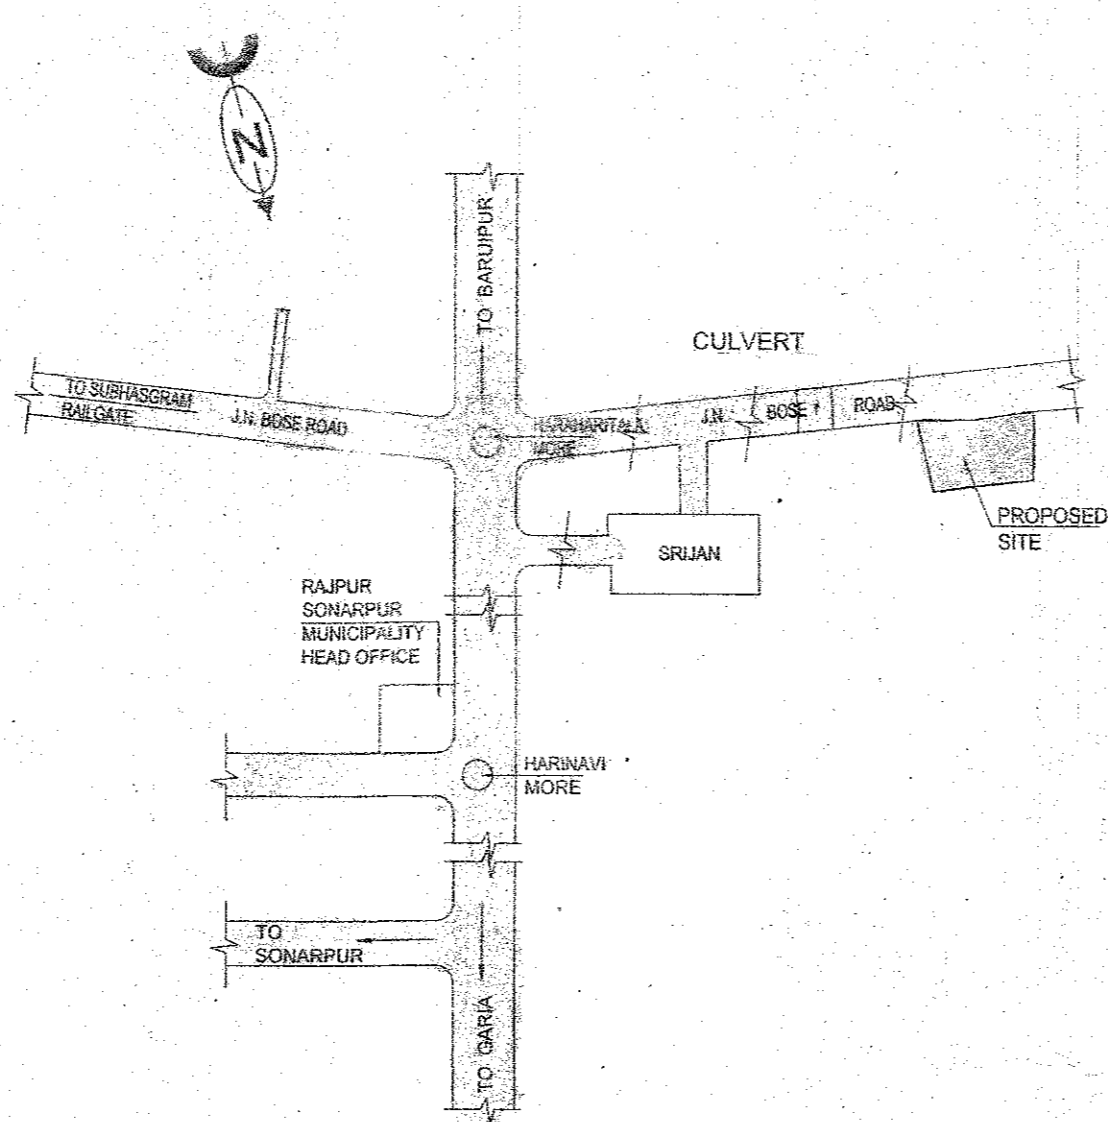 N
TO BARUIPUR
CULVERT
TO SUBHASGRAM
RAILGATE
J.N. BOSE ROAD
HARAHARITALA
MORE
J.N. BOSE ROAD
PROPOSED
SITE
SRIJAN
RAJPUR
SONARPUR
MUNICIPALITY
HEAD OFFICE
HARINAVI
MORE
TO
SONARPUR
TO GARIA